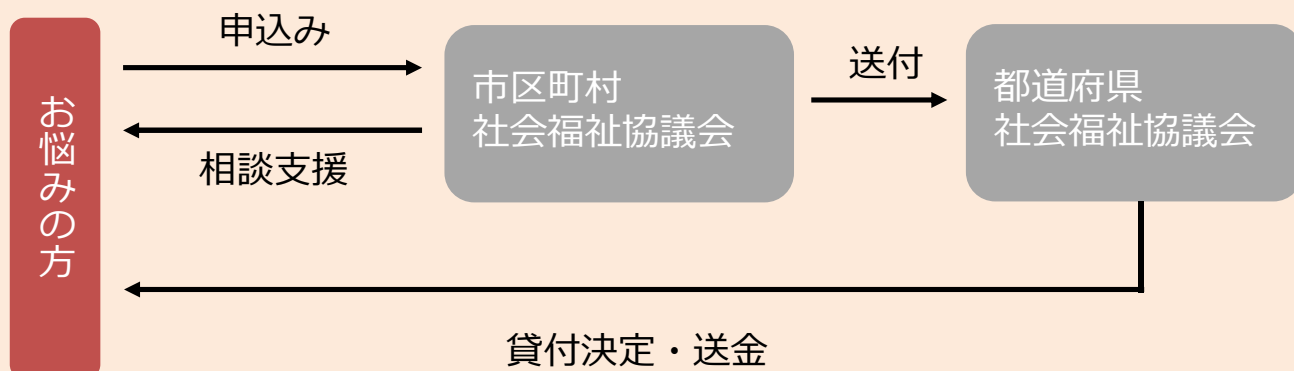 お悩みの方
申込み
相談支援
市区町村
社会福祉協議会
送付
都道府県
社会福祉協議会
貸付決定・送金